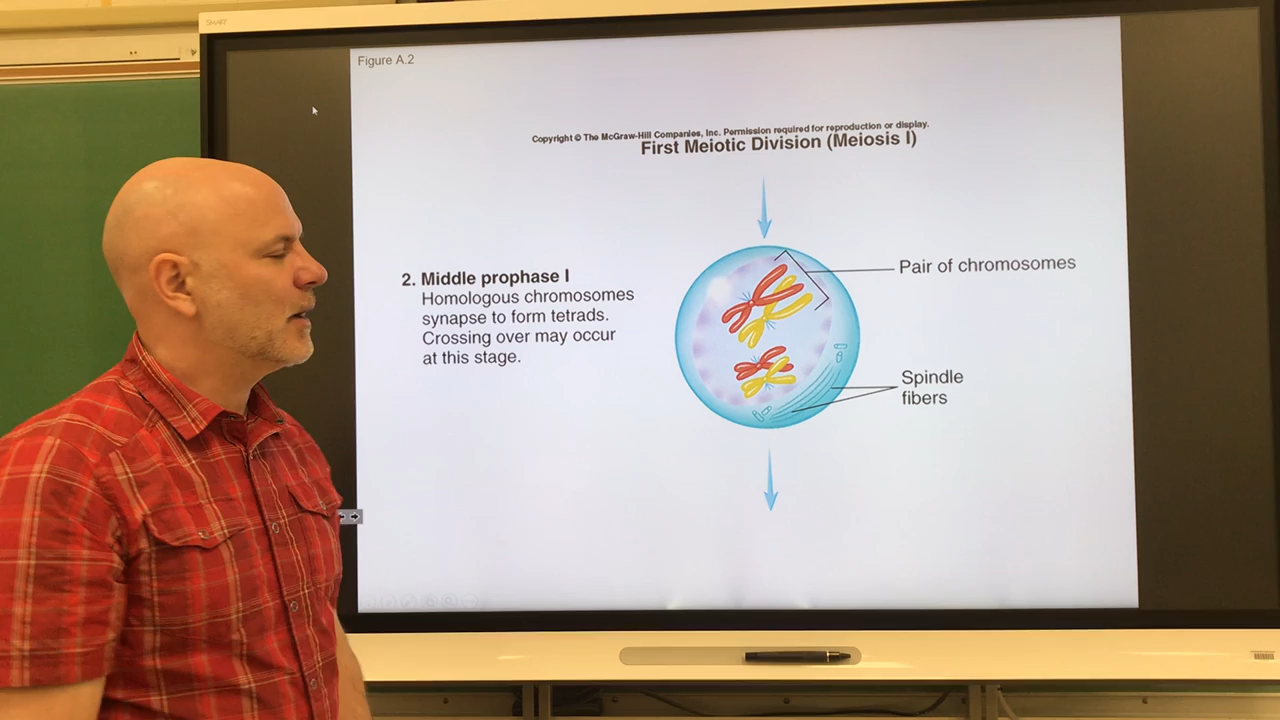 SMART
Figure A.2
Copyright © The McGraw-Hill Companies, Inc. Permission required for reproduction or display.
First Meiotic Division (Meiosis I)
2. Middle prophase I
Homologous chromosomes
synapse to form tetrads.
Crossing over may occur
at this stage.
Pair of chromosomes
Spindle
fibers